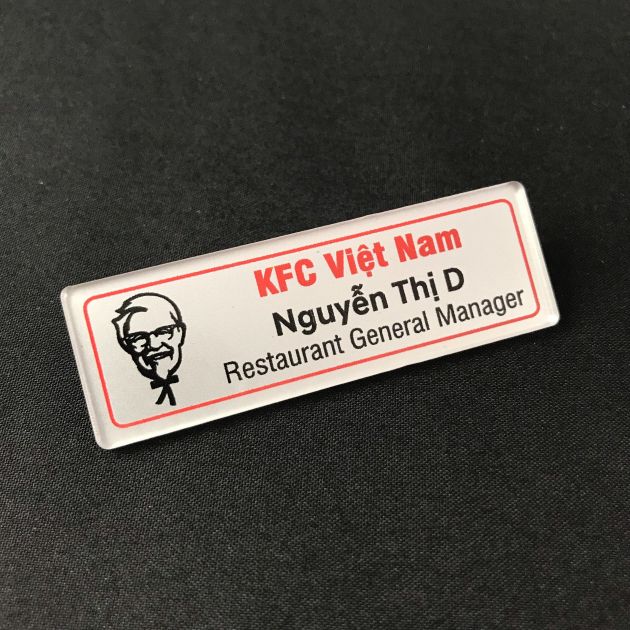 KFC Việt Nam
Nguyễn Thị D
Restaurant General Manager